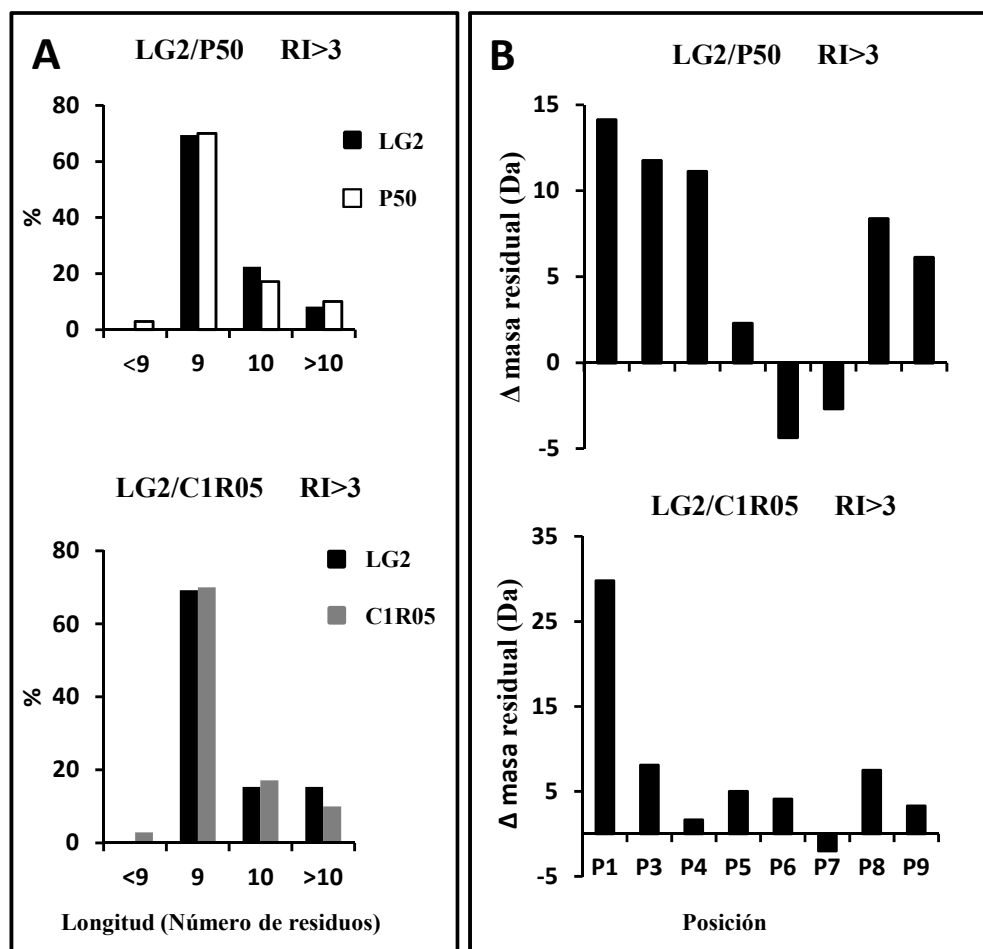 A
LG2/P50 RI>3
80
60
40
20
0
%
LG2
P50
<9 9 10 >10
LG2/C1R05 RI>3
80
60
40
20
0
%
LG2
C1R05
<9 9 10 >10
Longitud (Número de residuos)
B
LG2/P50 RI>3
15
10
5
0
-5
Δ masa residual (Da)
LG2/C1R05 RI>3
35
25
15
5
-5
Δ masa residual (Da)
P1 P3 P4 P5 P6 P7 P8 P9
Posición